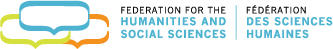 FEDERATION FOR THE
HUMANITIES AND
SOCIAL SCIENCES
FÉDÉRATION
DES SCIENCES
HUMAINES